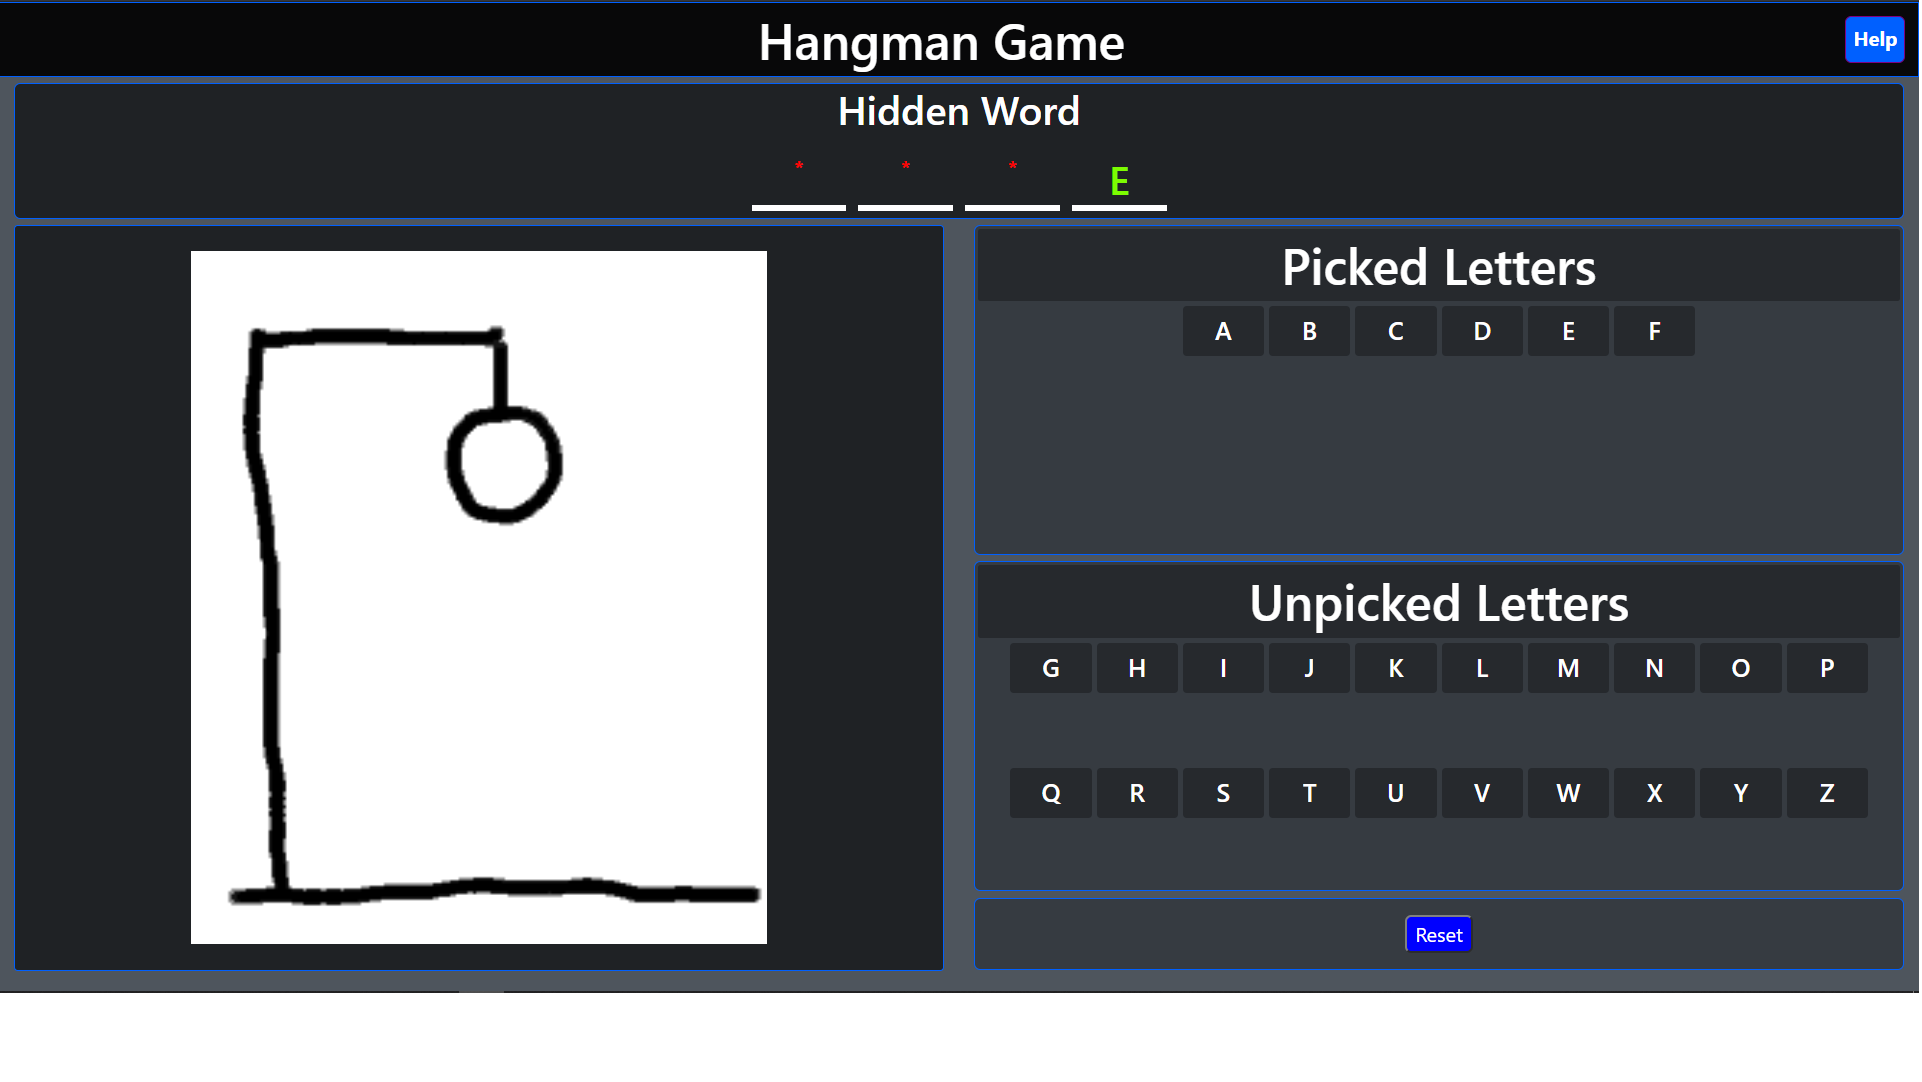 Hangman Game
Help
Hidden Word
* * * E
Picked Letters
A B C D E F
Unpicked Letters
G H I J K L M N O P
Q R S T U V W X Y Z
Reset